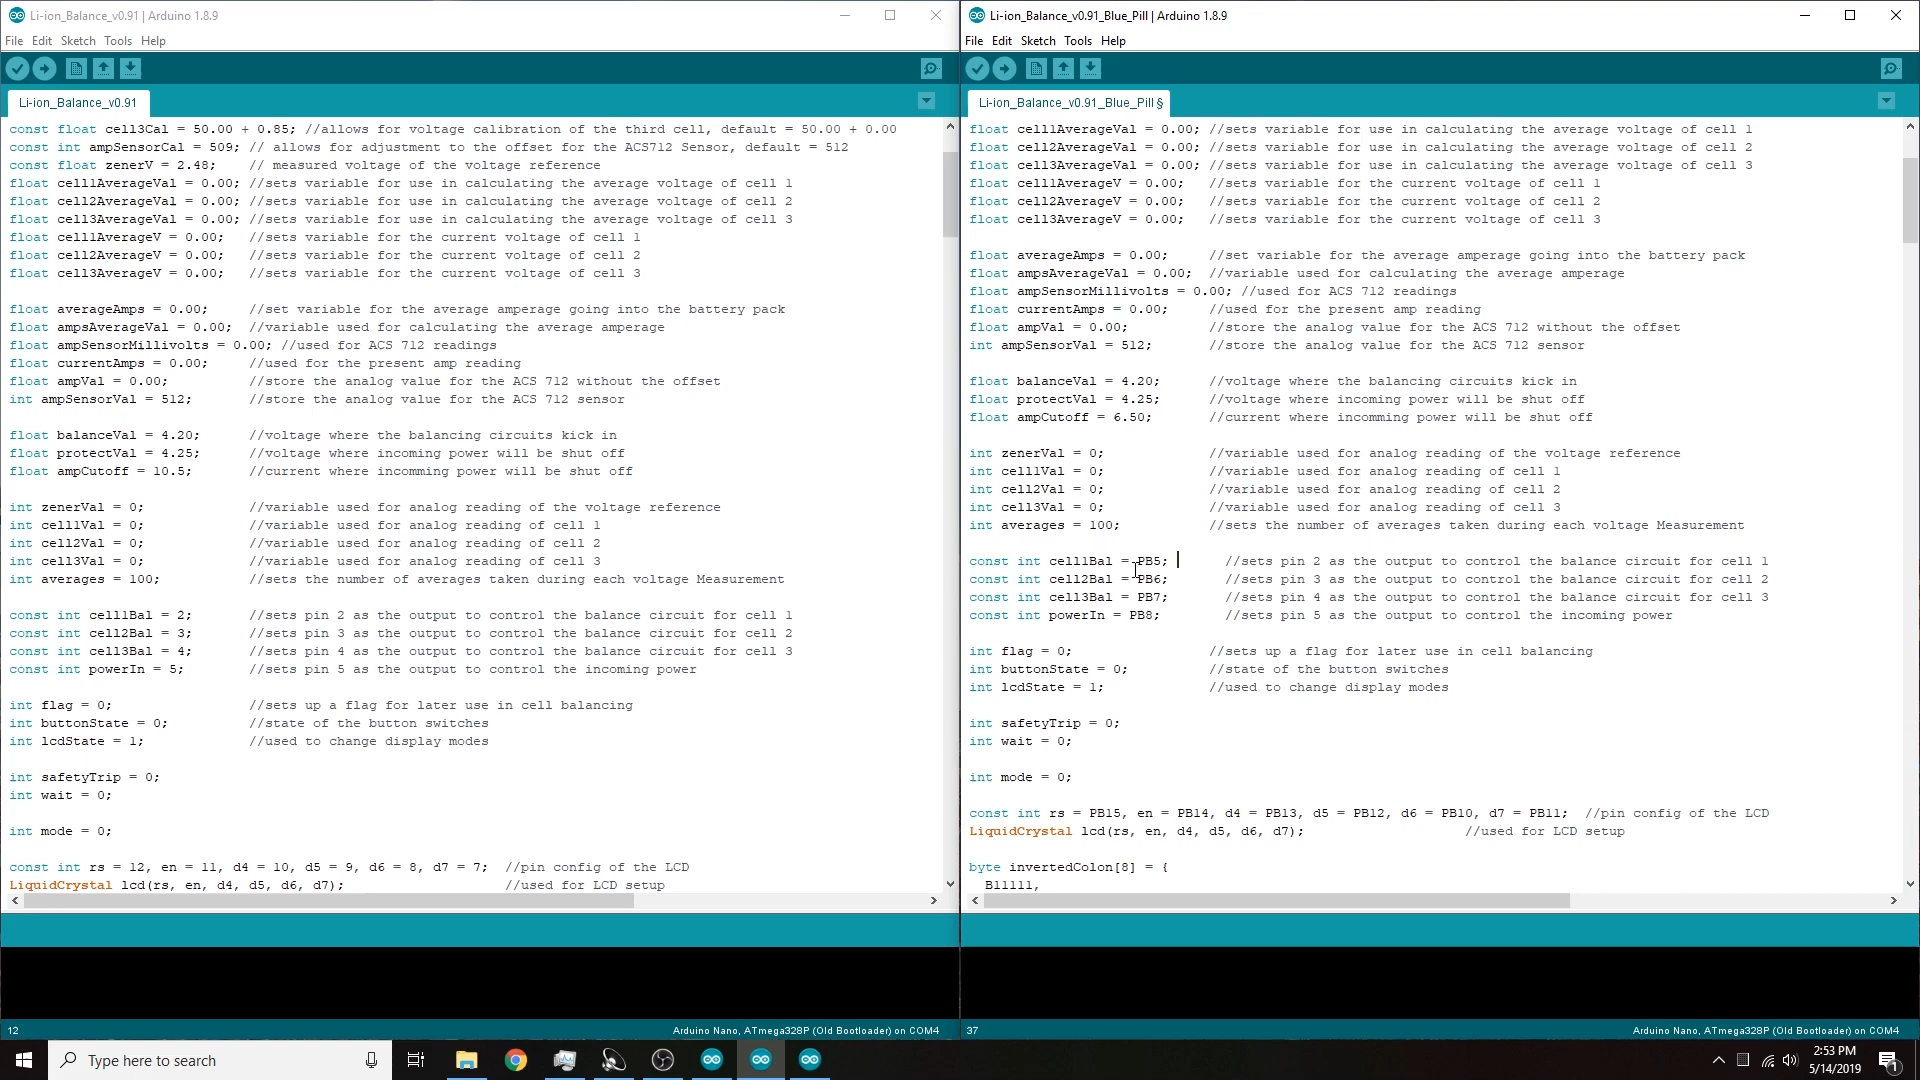 Li-ion_Balance_v0.91 | Arduino 1.8.9
File Edit Sketch Tools Help
Li-ion_Balance_v0.91
const float cell3Cal = 50.00 + 0.85; //allows for voltage calibration of the third cell, default = 50.00 + 0.00
const int ampSensorCal = 509; // allows for adjustment to the offset for the ACS712 Sensor, default = 512
const float zenerV = 2.48; // measured voltage of the voltage reference
float cell1AverageVal = 0.00; //sets variable for use in calculating the average voltage of cell 1
float cell2AverageVal = 0.00; //sets variable for use in calculating the average voltage of cell 2
float cell3AverageVal = 0.00; //sets variable for use in calculating the average voltage of cell 3
float cell1AverageV = 0.00; //sets variable for the current voltage of cell 1
float cell2AverageV = 0.00; //sets variable for the current voltage of cell 2
float cell3AverageV = 0.00; //sets variable for the current voltage of cell 3
float averageAmps = 0.00; //set variable for the average amperage going into the battery pack
float ampsAverageVal = 0.00; //variable used for calculating the average amperage
float ampSensorMillivolts = 0.00; //used for ACS 712 readings
float currentAmps = 0.00; //used for the present amp reading
float ampVal = 0.00; //store the analog value for the ACS 712 without the offset
int ampSensorVal = 512; //store the analog value for the ACS 712 sensor
float balanceVal = 4.20; //voltage where the balancing circuits kick in
float protectVal = 4.25; //voltage where incoming power will be shut off
float ampCutoff = 10.5; //current where incomming power will be shut off
int zenerVal = 0; //variable used for analog reading of the voltage reference
int cell1Val = 0; //variable used for analog reading of cell 1
int cell2Val = 0; //variable used for analog reading of cell 2
int cell3Val = 0; //variable used for analog reading of cell 3
int averages = 100; //sets the number of averages taken during each voltage Measurement
const int cell1Bal = 2; //sets pin 2 as the output to control the balance circuit for cell 1
const int cell2Bal = 3; //sets pin 3 as the output to control the balance circuit for cell 2
const int cell3Bal = 4; //sets pin 4 as the output to control the balance circuit for cell 3
const int powerIn = 5; //sets pin 5 as the output to control the incoming power
int flag = 0; //sets up a flag for later use in cell balancing
int buttonState = 0; //state of the button switches
int lcdState = 1; //used to change display modes
int safetyTrip = 0;
int wait = 0;
int mode = 0;
const int rs = 12, en = 11, d4 = 10, d5 = 9, d6 = 8, d7 = 7; //pin config of the LCD
LiquidCrystal lcd(rs, en, d4, d5, d6, d7); //used for LCD setup
12
Arduino Nano, ATmega328P (Old Bootloader) on COM4
Li-ion_Balance_v0.91_Blue_Pill | Arduino 1.8.9
File Edit Sketch Tools Help
Li-ion_Balance_v0.91_Blue_Pill §
float cell1AverageVal = 0.00; //sets variable for use in calculating the average voltage of cell 1
float cell2AverageVal = 0.00; //sets variable for use in calculating the average voltage of cell 2
float cell3AverageVal = 0.00; //sets variable for use in calculating the average voltage of cell 3
float cell1AverageV = 0.00; //sets variable for the current voltage of cell 1
float cell2AverageV = 0.00; //sets variable for the current voltage of cell 2
float cell3AverageV = 0.00; //sets variable for the current voltage of cell 3
float averageAmps = 0.00; //set variable for the average amperage going into the battery pack
float ampsAverageVal = 0.00; //variable used for calculating the average amperage
float ampSensorMillivolts = 0.00; //used for ACS 712 readings
float currentAmps = 0.00; //used for the present amp reading
float ampVal = 0.00; //store the analog value for the ACS 712 without the offset
int ampSensorVal = 512; //store the analog value for the ACS 712 sensor
float balanceVal = 4.20; //voltage where the balancing circuits kick in
float protectVal = 4.25; //voltage where incoming power will be shut off
float ampCutoff = 6.50; //current where incomming power will be shut off
int zenerVal = 0; //variable used for analog reading of the voltage reference
int cell1Val = 0; //variable used for analog reading of cell 1
int cell2Val = 0; //variable used for analog reading of cell 2
int cell3Val = 0; //variable used for analog reading of cell 3
int averages = 100; //sets the number of averages taken during each voltage Measurement
const int cell1Bal = PB5; //sets pin 2 as the output to control the balance circuit for cell 1
const int cell2Bal = PB6; //sets pin 3 as the output to control the balance circuit for cell 2
const int cell3Bal = PB7; //sets pin 4 as the output to control the balance circuit for cell 3
const int powerIn = PB8; //sets pin 5 as the output to control the incoming power
int flag = 0; //sets up a flag for later use in cell balancing
int buttonState = 0; //state of the button switches
int lcdState = 1; //used to change display modes
int safetyTrip = 0;
int wait = 0;
int mode = 0;
const int rs = PB15, en = PB14, d4 = PB13, d5 = PB12, d6 = PB10, d7 = PB11; //pin config of the LCD
LiquidCrystal lcd(rs, en, d4, d5, d6, d7); //used for LCD setup
byte invertedColon[8] = {
B11111,
37
Arduino Nano, ATmega328P (Old Bootloader) on COM4
Type here to search
2:53 PM
5/14/2019
1